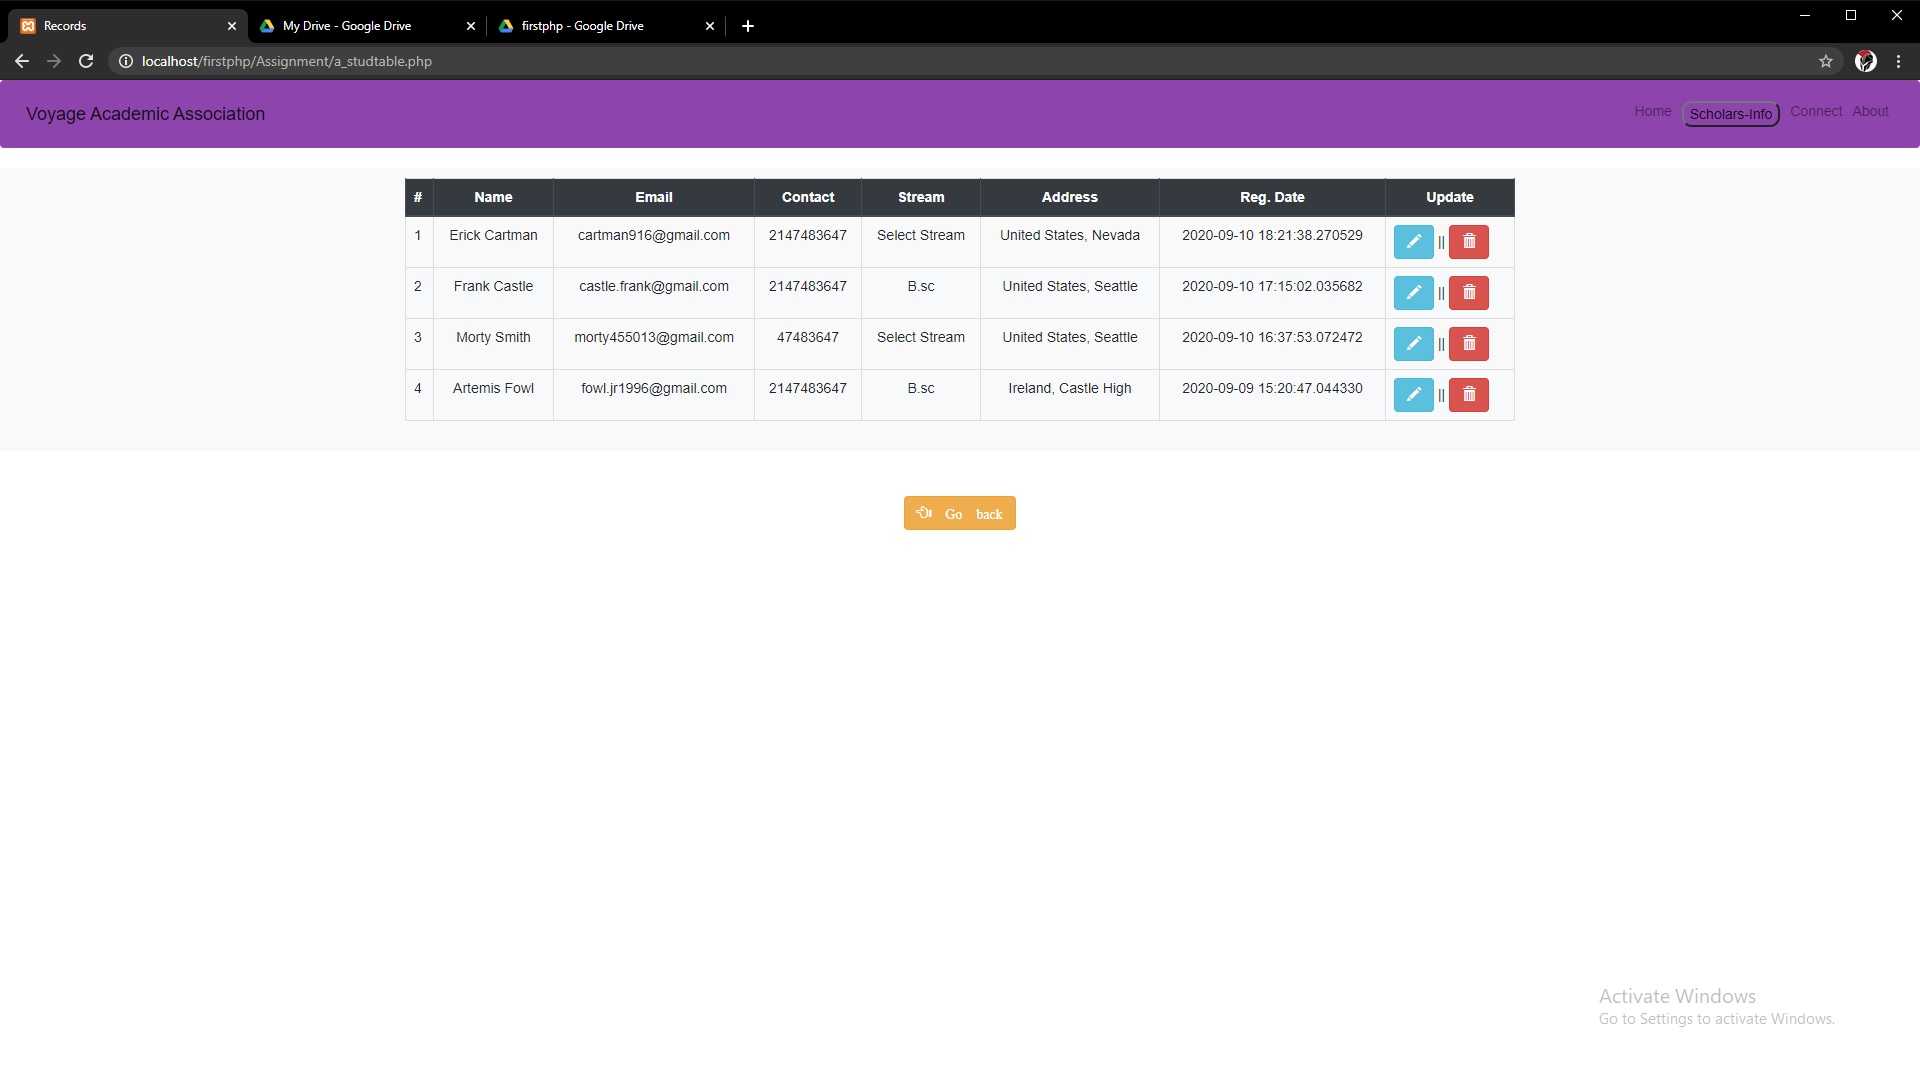 Records
My Drive - Google Drive
firstphp - Google Drive
localhost/firstphp/Assignment/a_studtable.php
Voyage Academic Association
Home Scholars-Info Connect About
# Name Email Contact Stream Address Reg. Date Update
1 Erick Cartman cartman916@gmail.com 2147483647 Select Stream United States, Nevada 2020-09-10 18:21:38.270529 ||
2 Frank Castle castle.frank@gmail.com 2147483647 B.sc United States, Seattle 2020-09-10 17:15:02.035682 ||
3 Morty Smith morty455013@gmail.com 47483647 Select Stream United States, Seattle 2020-09-10 16:37:53.072472 ||
4 Artemis Fowl fowl.jr1996@gmail.com 2147483647 B.sc Ireland, Castle High 2020-09-09 15:20:47.044330 ||
Go back
Activate Windows
Go to Settings to activate Windows.